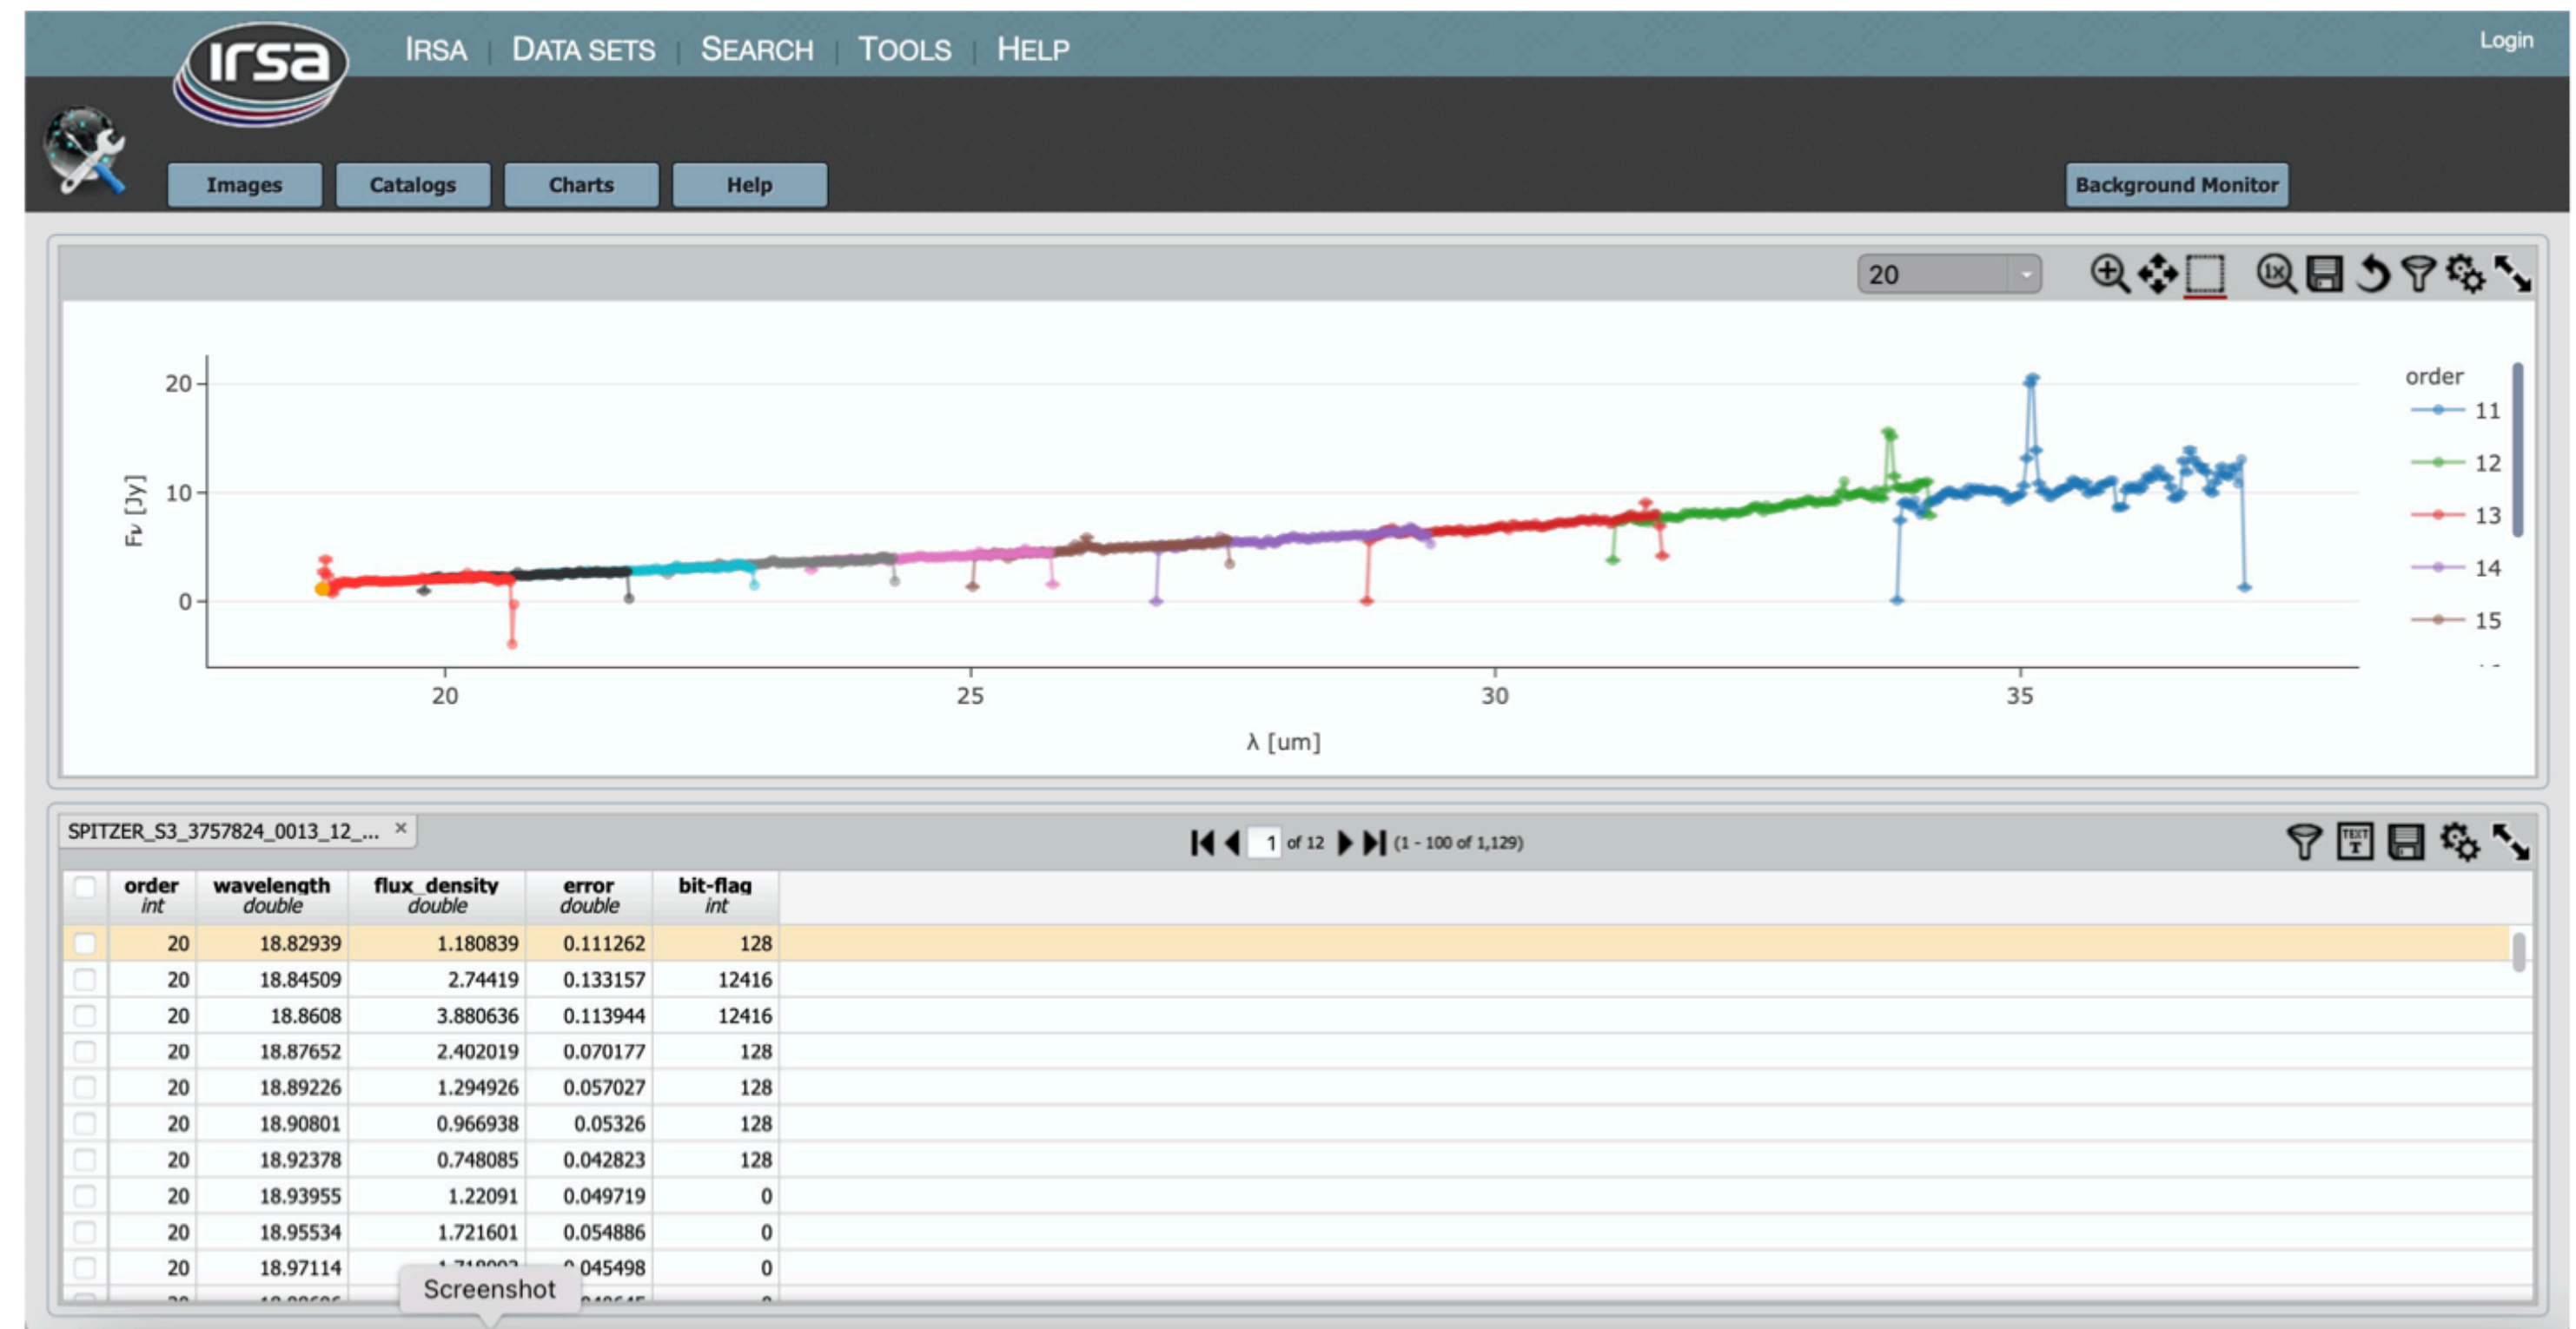 irsa
IRSA | DATA SETS | SEARCH | TOOLS | HELP
Login
Images Catalogs Charts Help
Background Monitor
20
1x
20
10
0
Fν [Jy]
20 25 30 35
λ [um]
order
11
12
13
14
15
SPITZER_S3_3757824_0013_12_... ×
1 of 12 (1 - 100 of 1,129)
TEXT
T
order wavelength flux_density error bit-flag
int double double double int
20 18.82939 1.180839 0.111262 128
20 18.84509 2.74419 0.133157 12416
20 18.8608 3.880636 0.113944 12416
20 18.87652 2.402019 0.070177 128
20 18.89226 1.294926 0.057027 128
20 18.90801 0.966938 0.05326 128
20 18.92378 0.748085 0.042823 128
20 18.93955 1.22091 0.049719 0
20 18.95534 1.721601 0.054886 0
20 18.97114 045498 0
Screenshot